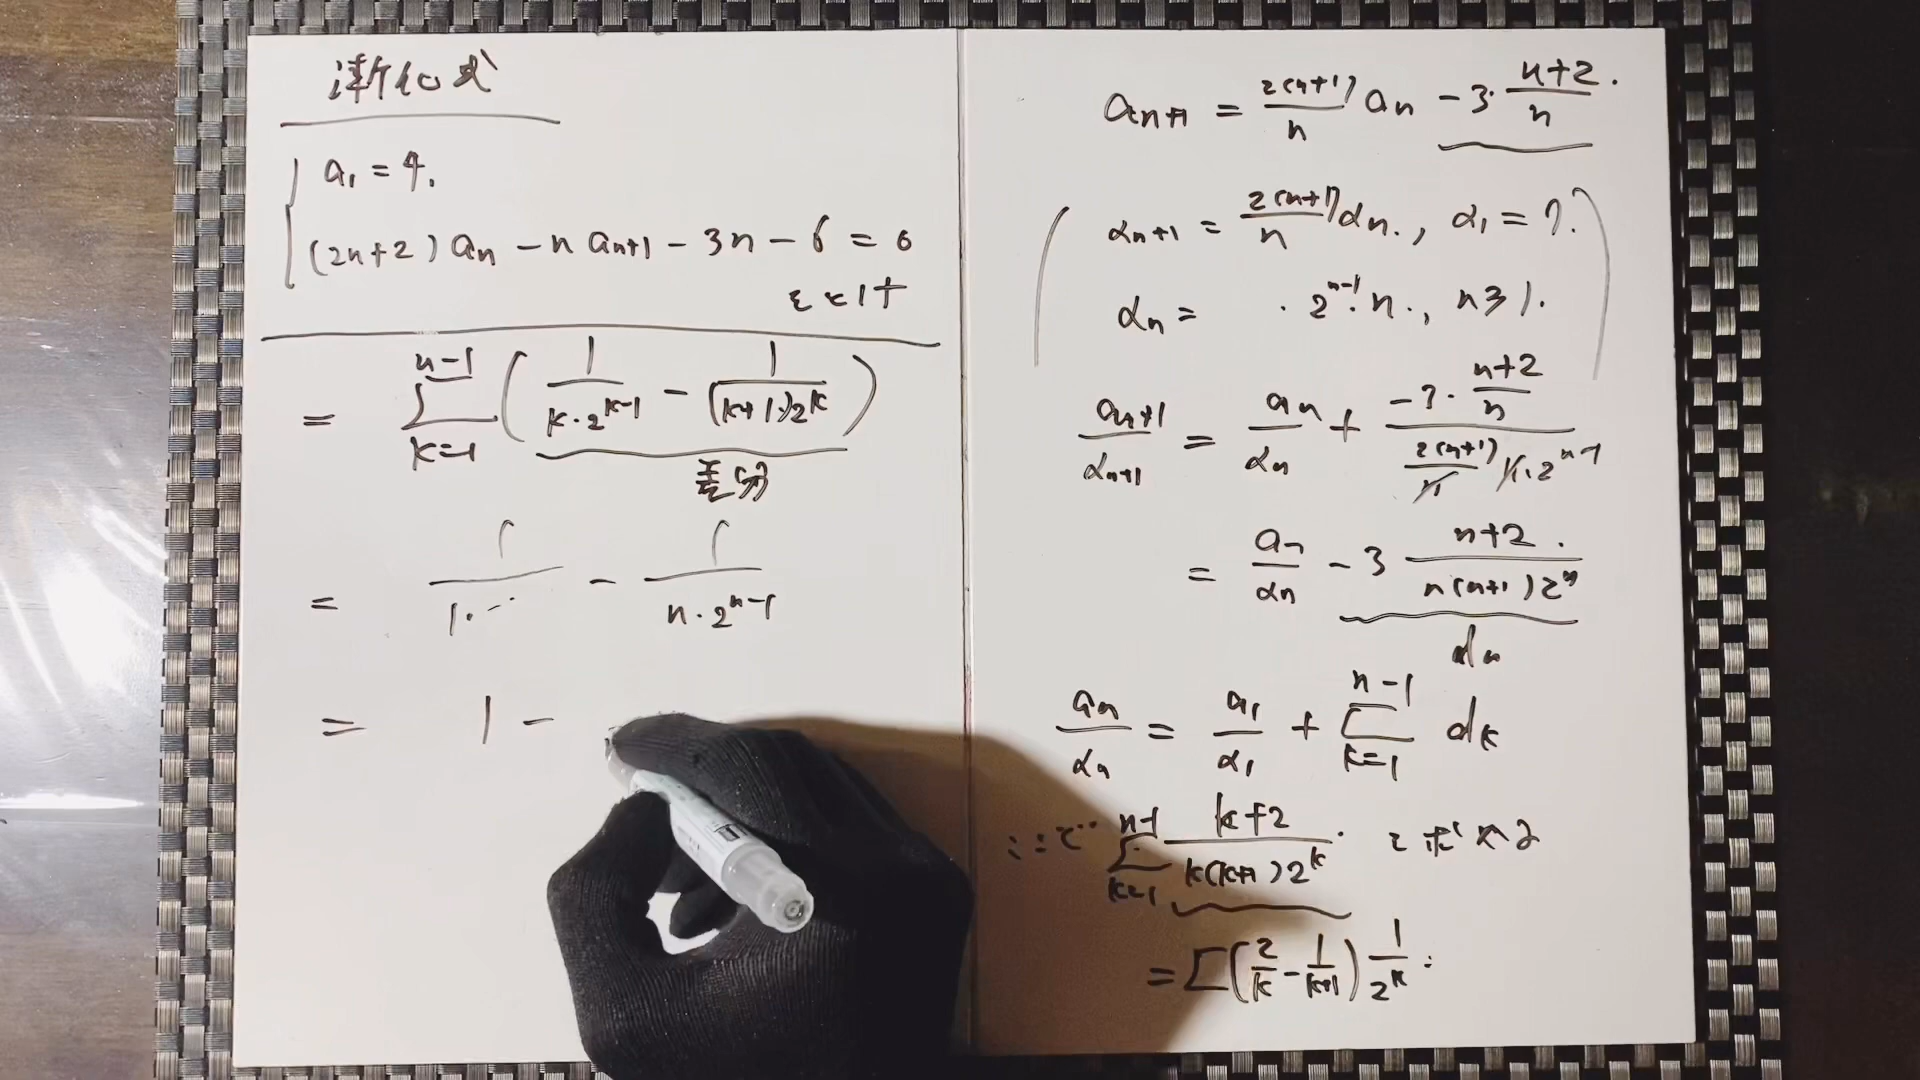 漸化式
a₁ = 4.
(2n+2) aₙ − n aₙ₊₁ − 3n − 6 = 0
をとけ
= Σ_{k=1}^{n−1} ( 1/(k·2^{k−1}) − 1/((k+1)2^k) )
差分
= 1/(1·…) − 1/(n·2^{n−1})
= 1 −
aₙ₊₁ = 2(n+1)/n aₙ − 3· (n+2)/n .
( αₙ₊₁ = 2(n+1)/n αₙ., α₁ = 1.
αₙ = · 2^{n−1}· n., n≧1. )
aₙ₊₁/αₙ₊₁ = aₙ/αₙ + (−3· (n+2)/n) / (2(n+1)/n n·2^{n−1})
= aₙ/αₙ − 3 (n+2)/(n(n+1)2ⁿ) .
dₙ
aₙ/αₙ = a₁/α₁ + Σ_{k=1}^{n−1} dₖ
ここで Σ_{k=1}^{n−1} (k+2)/(k(k+1)2^k) . を求める
= Σ( 2/k − 1/(k+1) ) 1/2^k :